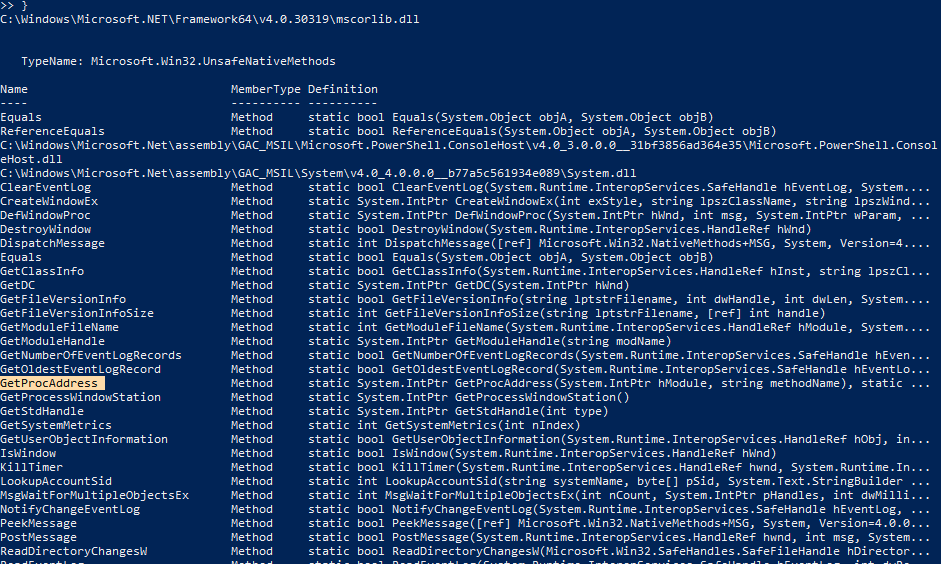 >> }
C:\Windows\Microsoft.NET\Framework64\v4.0.30319\mscorlib.dll
TypeName: Microsoft.Win32.UnsafeNativeMethods
Name MemberType Definition
---- ---------- ----------
Equals Method static bool Equals(System.Object objA, System.Object objB)
ReferenceEquals Method static bool ReferenceEquals(System.Object objA, System.Object objB)
C:\Windows\Microsoft.Net\assembly\GAC_MSIL\Microsoft.PowerShell.ConsoleHost\v4.0_3.0.0.0__31bf3856ad364e35\Microsoft.PowerShell.Consol
eHost.dll
C:\Windows\Microsoft.Net\assembly\GAC_MSIL\System\v4.0_4.0.0.0__b77a5c561934e089\System.dll
ClearEventLog Method static bool ClearEventLog(System.Runtime.InteropServices.SafeHandle hEventLog, System....
CreateWindowEx Method static System.IntPtr CreateWindowEx(int exStyle, string lpszClassName, string lpszWind...
DefWindowProc Method static System.IntPtr DefWindowProc(System.IntPtr hWnd, int msg, System.IntPtr wParam, ...
DestroyWindow Method static bool DestroyWindow(System.Runtime.InteropServices.HandleRef hWnd)
DispatchMessage Method static int DispatchMessage([ref] Microsoft.Win32.NativeMethods+MSG, System, Version=4....
Equals Method static bool Equals(System.Object objA, System.Object objB)
GetClassInfo Method static bool GetClassInfo(System.Runtime.InteropServices.HandleRef hInst, string lpszCl...
GetDC Method static System.IntPtr GetDC(System.IntPtr hWnd)
GetFileVersionInfo Method static bool GetFileVersionInfo(string lptstrFilename, int dwHandle, int dwLen, System....
GetFileVersionInfoSize Method static int GetFileVersionInfoSize(string lptstrFilename, [ref] int handle)
GetModuleFileName Method static int GetModuleFileName(System.Runtime.InteropServices.HandleRef hModule, System....
GetModuleHandle Method static System.IntPtr GetModuleHandle(string modName)
GetNumberOfEventLogRecords Method static bool GetNumberOfEventLogRecords(System.Runtime.InteropServices.SafeHandle hEven...
GetOldestEventLogRecord Method static bool GetOldestEventLogRecord(System.Runtime.InteropServices.SafeHandle hEventLo...
GetProcAddress Method static System.IntPtr GetProcAddress(System.IntPtr hModule, string methodName), static ...
GetProcessWindowStation Method static System.IntPtr GetProcessWindowStation()
GetStdHandle Method static System.IntPtr GetStdHandle(int type)
GetSystemMetrics Method static int GetSystemMetrics(int nIndex)
GetUserObjectInformation Method static bool GetUserObjectInformation(System.Runtime.InteropServices.HandleRef hObj, in...
IsWindow Method static bool IsWindow(System.Runtime.InteropServices.HandleRef hWnd)
KillTimer Method static bool KillTimer(System.Runtime.InteropServices.HandleRef hwnd, System.Runtime.In...
LookupAccountSid Method static int LookupAccountSid(string systemName, byte[] pSid, System.Text.StringBuilder ...
MsgWaitForMultipleObjectsEx Method static int MsgWaitForMultipleObjectsEx(int nCount, System.IntPtr pHandles, int dwMilli...
NotifyChangeEventLog Method static bool NotifyChangeEventLog(System.Runtime.InteropServices.SafeHandle hEventLog, ...
PeekMessage Method static bool PeekMessage([ref] Microsoft.Win32.NativeMethods+MSG, System, Version=4.0.0...
PostMessage Method static bool PostMessage(System.Runtime.InteropServices.HandleRef hwnd, int msg, System...
ReadDirectoryChangesW Method static bool ReadDirectoryChangesW(Microsoft.Win32.SafeHandles.SafeFileHandle hDirector...